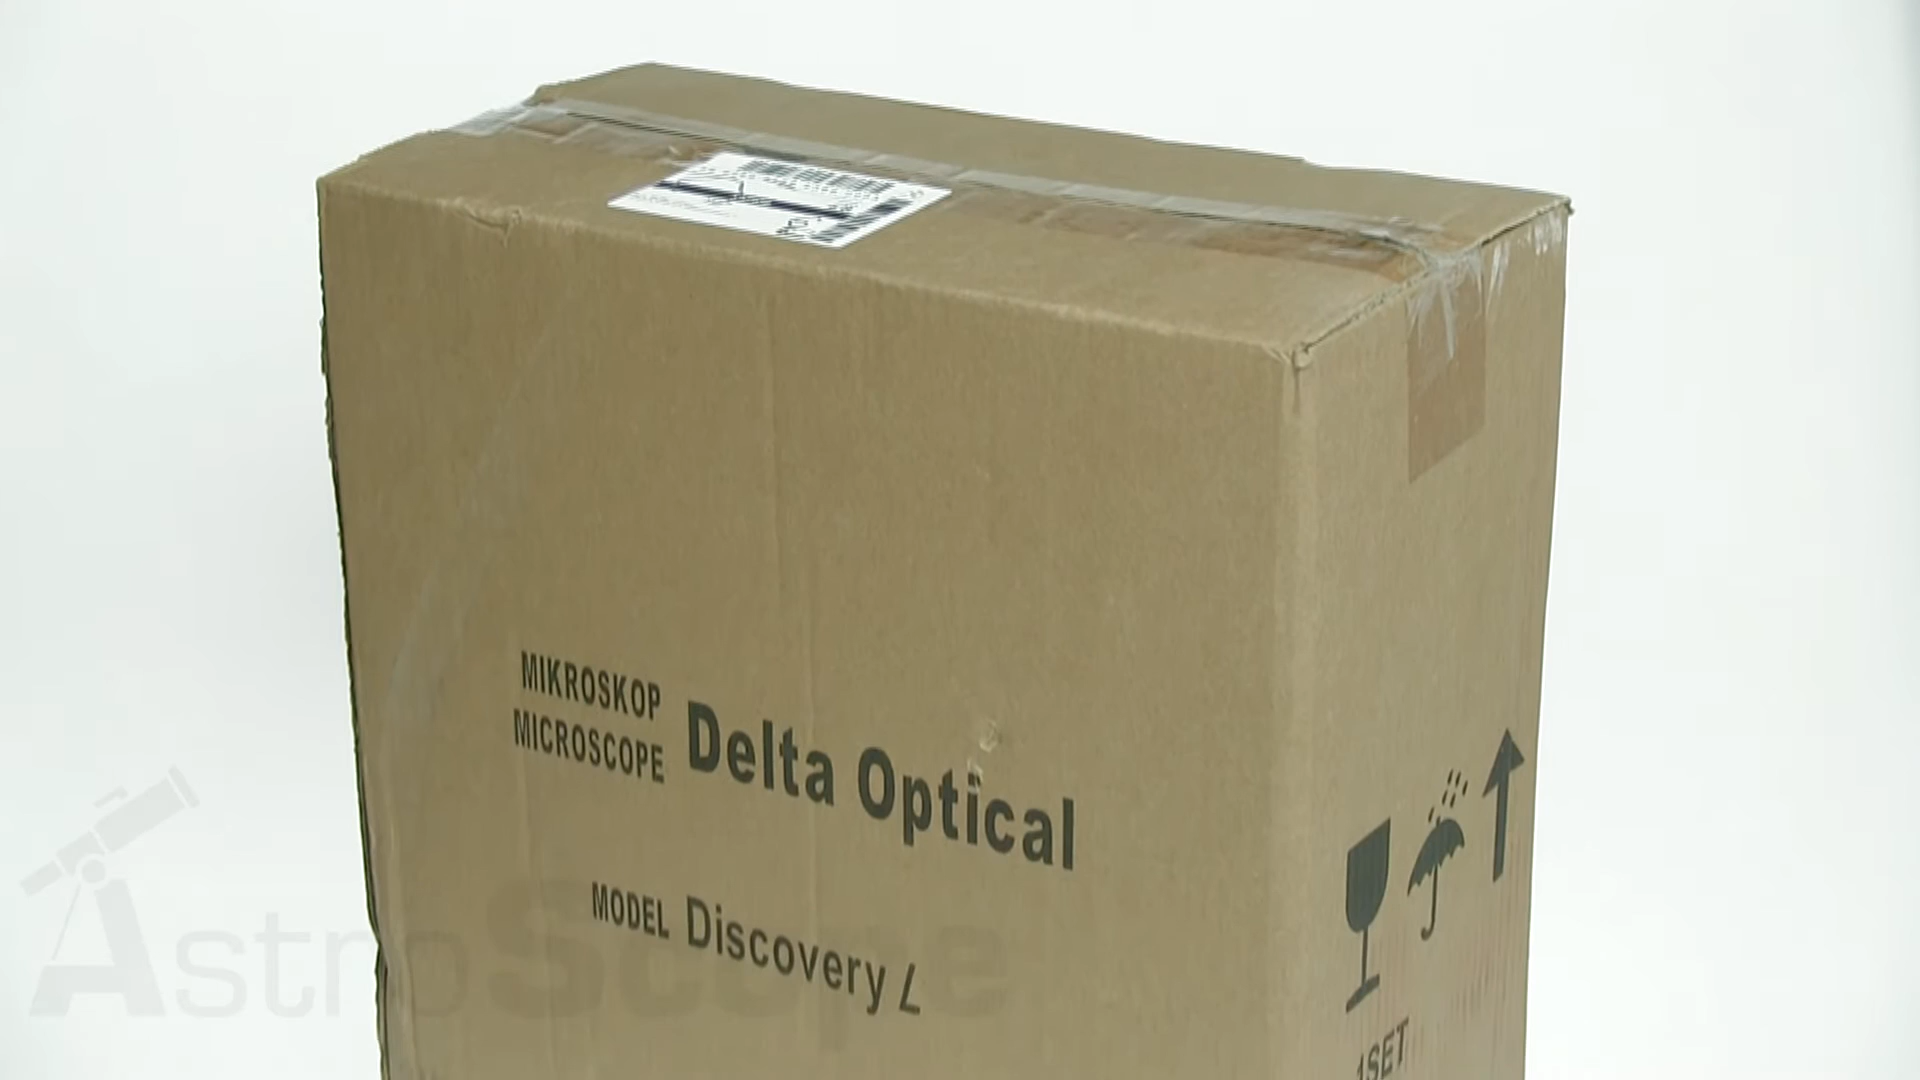 MIKROSKOP
MICROSCOPE
Delta Optical
MODEL Discovery L
1SET
AstroScope